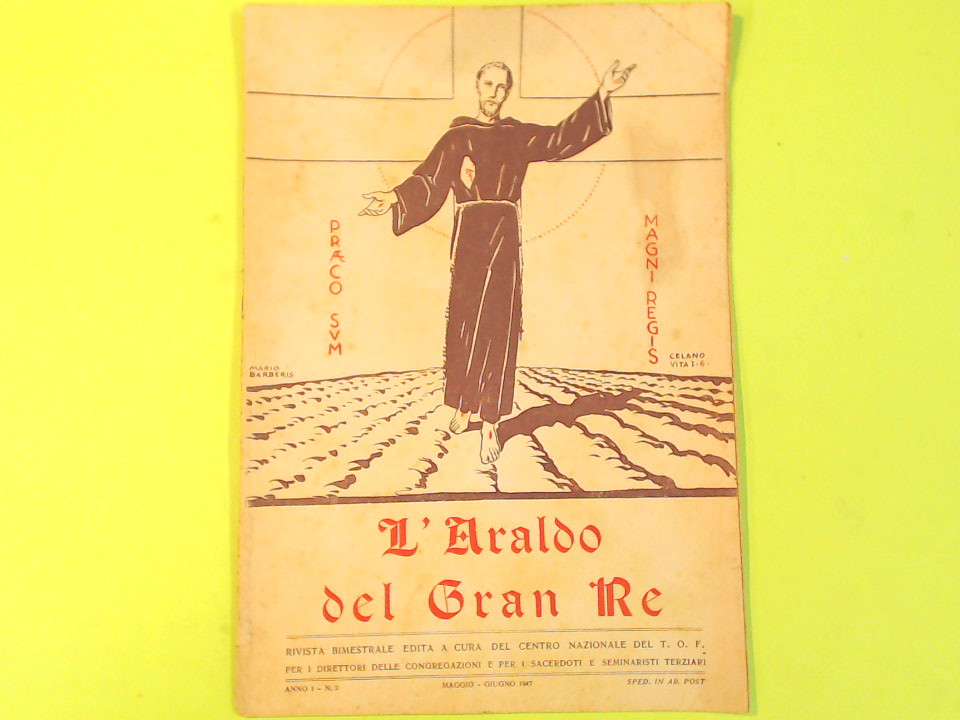 PRÆCO SVM
MAGNI REGIS
MARIO
BARBERIS
CELANO
VITA I·6·
L'Araldo
del Gran Re
RIVISTA BIMESTRALE EDITA A CURA DEL CENTRO NAZIONALE DEL T. O. F.
PER I DIRETTORI DELLE CONGREGAZIONI E PER I SACERDOTI E SEMINARISTI TERZIARI
ANNO I - N. 2
MAGGIO - GIUGNO 1947
SPED. IN AB. POST